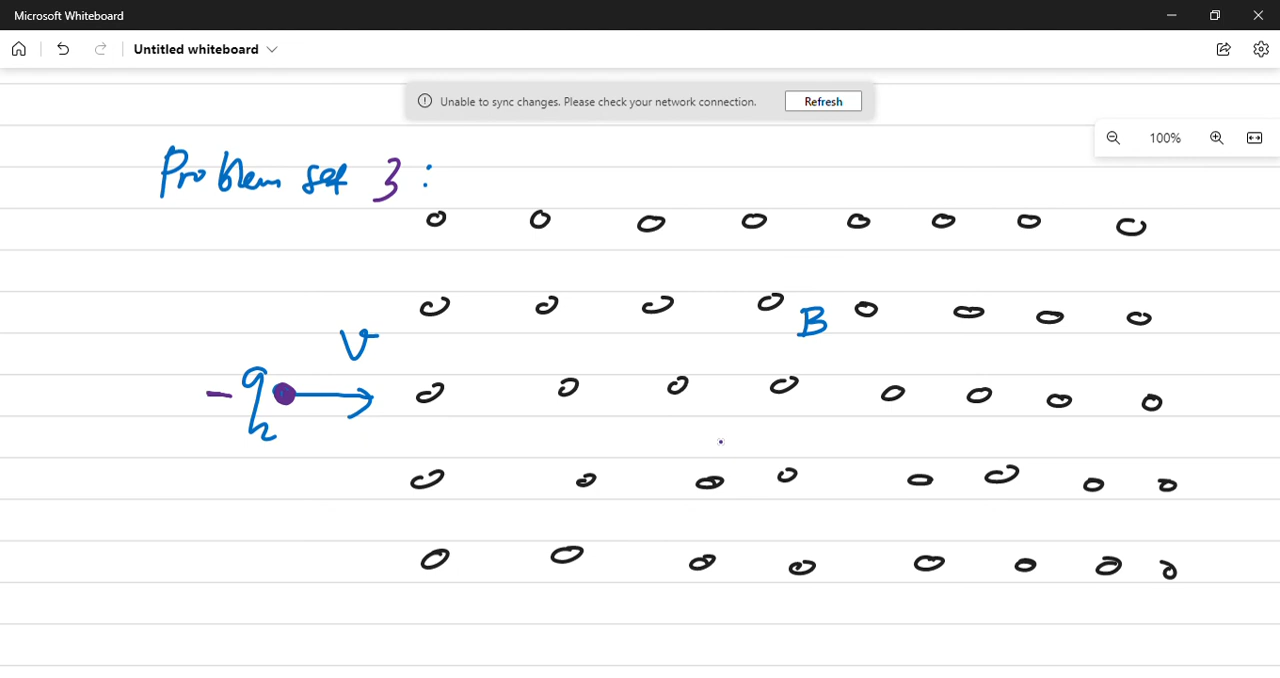 Microsoft Whiteboard
Untitled whiteboard
Unable to sync changes. Please check your network connection. Refresh
100%
Problem set 3 :
B
V
- q